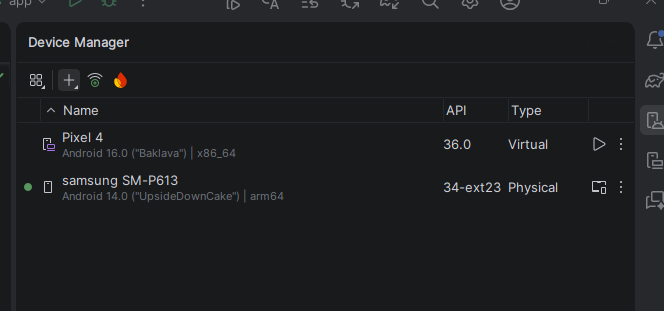 app
Device Manager
Name API Type
Pixel 4 36.0 Virtual
Android 16.0 ("Baklava") | x86_64
samsung SM-P613 34-ext23 Physical
Android 14.0 ("UpsideDownCake") | arm64